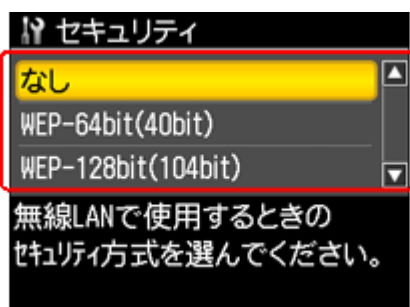 セキュリティ
なし
WEP-64bit(40bit)
WEP-128bit(104bit)
無線LANで使用するときの
ｾｷｭﾘﾃｨ方式を選んでください。